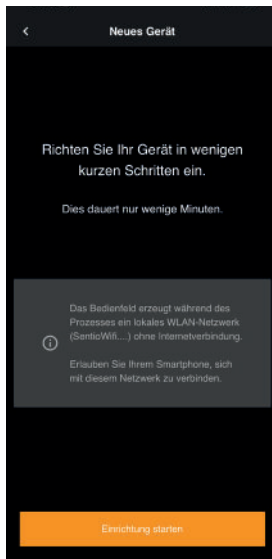 Neues Gerät
Richten Sie Ihr Gerät in wenigen
kurzen Schritten ein.
Dies dauert nur wenige Minuten.
Das Bedienfeld erzeugt während des
Prozesses ein lokales WLAN-Netzwerk
(SentioWifi....) ohne Internetverbindung.
Erlauben Sie Ihrem Smartphone, sich
mit diesem Netzwerk zu verbinden.
Einrichtung starten